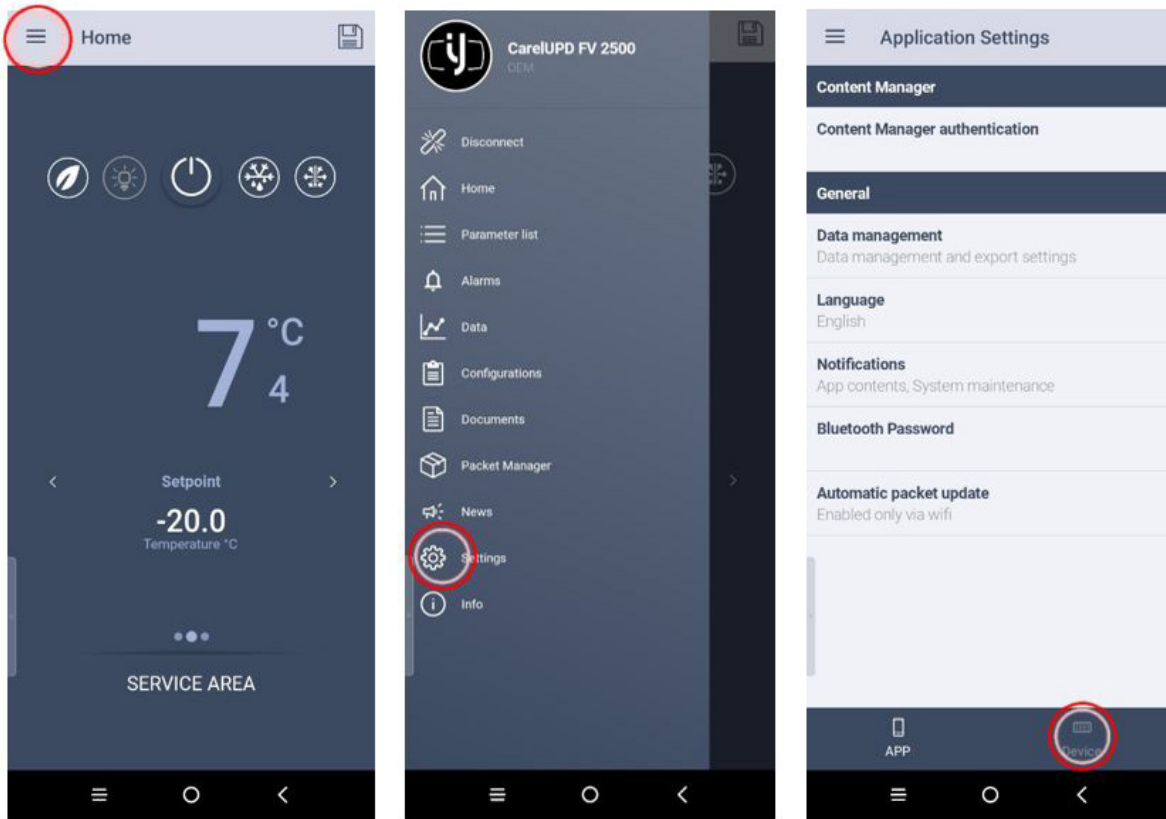 Home
7 °C
4
Setpoint
-20.0
Temperature °C
SERVICE AREA
CarelUPD FV 2500
OEM
Disconnect
Home
Parameter list
Alarms
Data
Configurations
Documents
Packet Manager
News
Settings
Info
Application Settings
Content Manager
Content Manager authentication
General
Data management
Data management and export settings
Language
English
Notifications
App contents, System maintenance
Bluetooth Password
Automatic packet update
Enabled only via wifi
APP
Device